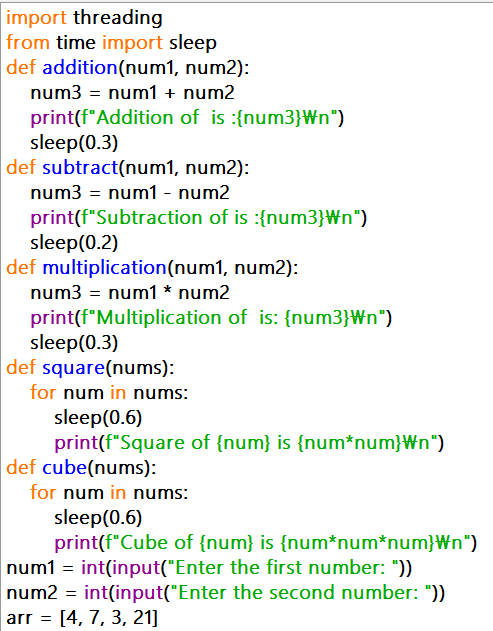 import threading
from time import sleep
def addition(num1, num2):
    num3 = num1 + num2
    print(f"Addition of  is :{num3}₩n")
    sleep(0.3)
def subtract(num1, num2):
    num3 = num1 - num2
    print(f"Subtraction of is :{num3}₩n")
    sleep(0.2)
def multiplication(num1, num2):
    num3 = num1 * num2
    print(f"Multiplication of  is: {num3}₩n")
    sleep(0.3)
def square(nums):
    for num in nums:
        sleep(0.6)
        print(f"Square of {num} is {num*num}₩n")
def cube(nums):
    for num in nums:
        sleep(0.6)
        print(f"Cube of {num} is {num*num*num}₩n")
num1 = int(input("Enter the first number: "))
num2 = int(input("Enter the second number: "))
arr = [4, 7, 3, 21]